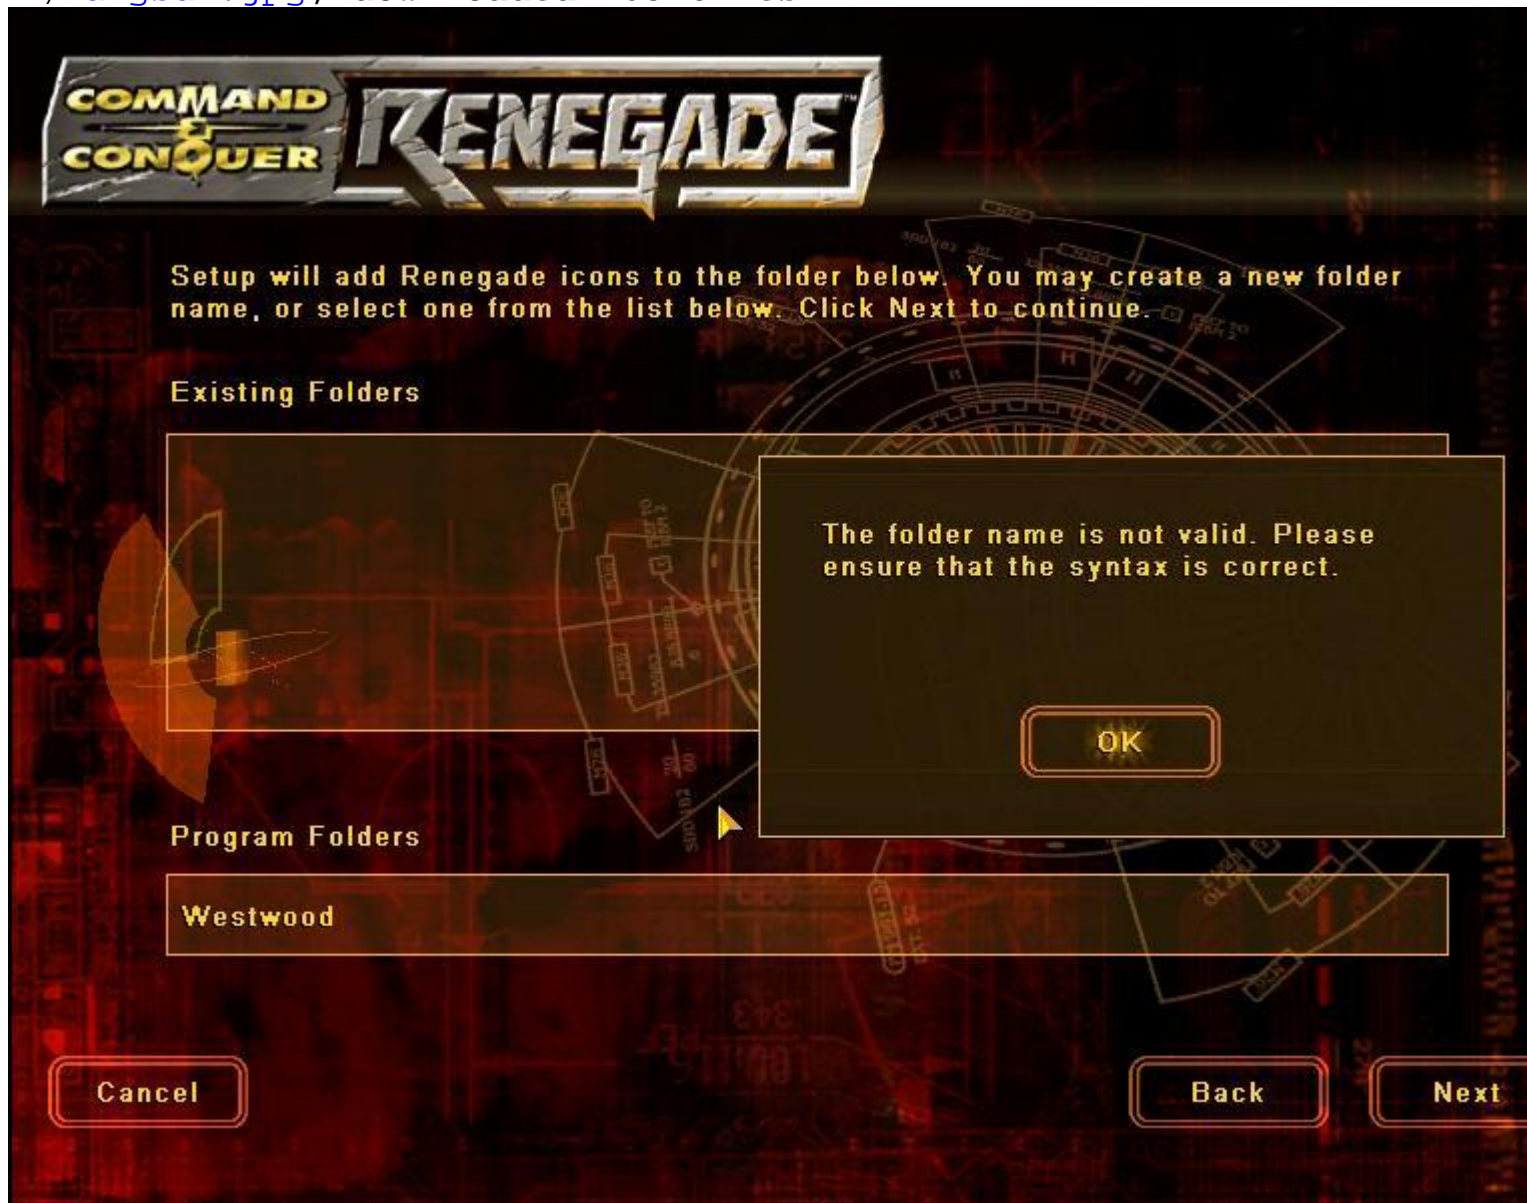 COMMAND
&
CONQUER
RENEGADE™
Setup will add Renegade icons to the folder below. You may create a new folder
name, or select one from the list below. Click Next to continue.
Existing Folders
The folder name is not valid. Please
ensure that the syntax is correct.
OK
Program Folders
Westwood
343
Cancel
Back
Next